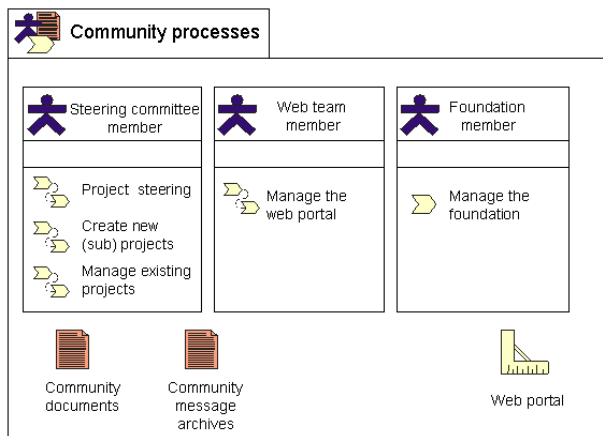 Community processes
Steering committee
member
Web team
member
Foundation
member
Project steering
Create new
(sub) projects
Manage existing
projects
Manage the
web portal
Manage the
foundation
Community
documents
Community
message
archives
Web portal